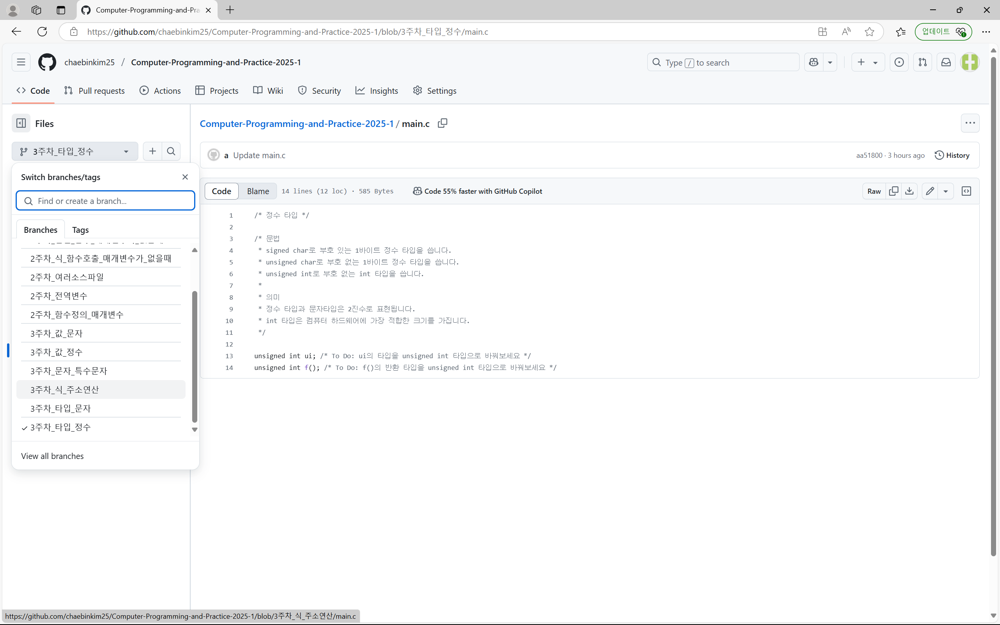 Computer-Programming-and-Pra
https://github.com/chaebinkim25/Computer-Programming-and-Practice-2025-1/blob/3주차_타입_정수/main.c
업데이트
chaebinkim25 / Computer-Programming-and-Practice-2025-1
Type / to search
Code Pull requests Actions Projects Wiki Security Insights Settings
Files
Computer-Programming-and-Practice-2025-1 / main.c
3주차_타입_정수
a Update main.c
aa51800 · 3 hours ago
History
Switch branches/tags
Find or create a branch...
Branches Tags
2주차_식_함수호출_매개변수가_없을때
2주차_여러소스파일
2주차_전역변수
2주차_함수정의_매개변수
3주차_값_문자
3주차_값_정수
3주차_문자_특수문자
3주차_식_주소연산
3주차_타입_문자
3주차_타입_정수
View all branches
Code Blame 14 lines (12 loc) · 585 Bytes Code 55% faster with GitHub Copilot
Raw
1 /* 정수 타입 */
2
3 /* 문법
4 * signed char로 부호 있는 1바이트 정수 타입을 씁니다.
5 * unsigned char로 부호 없는 1바이트 정수 타입을 씁니다.
6 * unsigned int로 부호 없는 int 타입을 씁니다.
7 *
8 * 의미
9 * 정수 타입과 문자타입은 2진수로 표현됩니다.
10 * int 타입은 컴퓨터 하드웨어에 가장 적합한 크기를 가집니다.
11 */
12
13 unsigned int ui; /* To Do: ui의 타입을 unsigned int 타입으로 바꿔보세요 */
14 unsigned int f(); /* To Do: f()의 반환 타입을 unsigned int 타입으로 바꿔보세요 */
https://github.com/chaebinkim25/Computer-Programming-and-Practice-2025-1/blob/3주차_식_주소연산/main.c